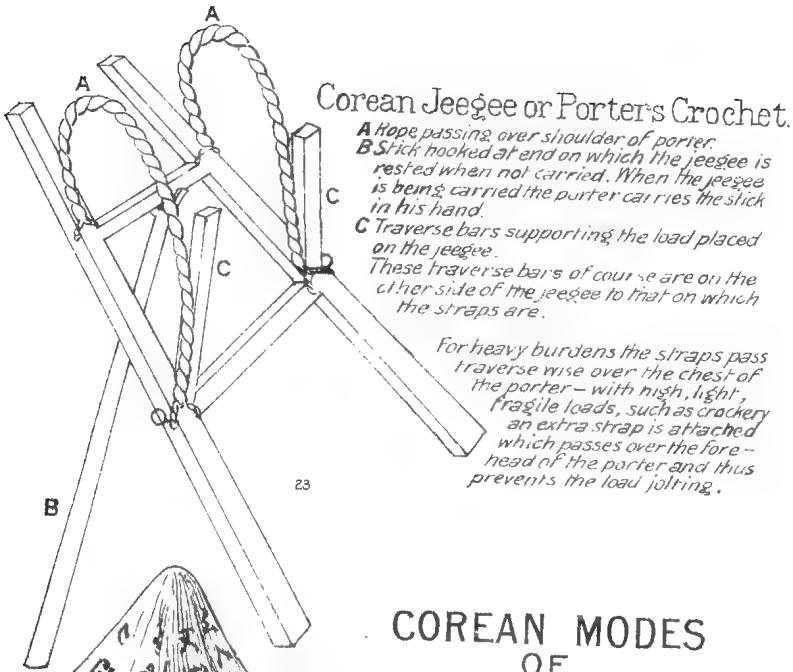 Corean Jeegee or Porters Crochet.
A Rope passing over shoulder of porter.
B Stick hooked at end on which the jeegee is
rested when not carried. When the jeegee
is being carried the porter carries the stick
in his hand.
C Traverse bars supporting the load placed
on the jeegee.
These traverse bars of course are on the
other side of the jeegee to that on which
the straps are.
For heavy burdens the straps pass
traverse wise over the chest of
the porter – with high, light,
fragile loads, such as crockery
an extra strap is attached
which passes over the fore –
head of the porter and thus
prevents the load jolting.
A
A
C
C
B
23
COREAN MODES
OF